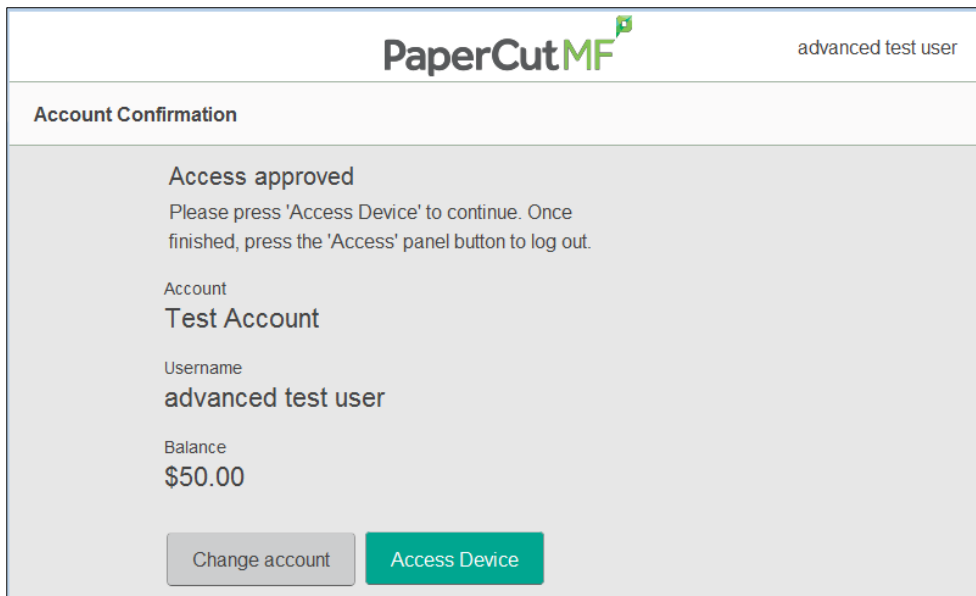 PaperCutMF
advanced test user
Account Confirmation
Access approved
Please press 'Access Device' to continue. Once
finished, press the 'Access' panel button to log out.
Account
Test Account
Username
advanced test user
Balance
$50.00
Change account
Access Device